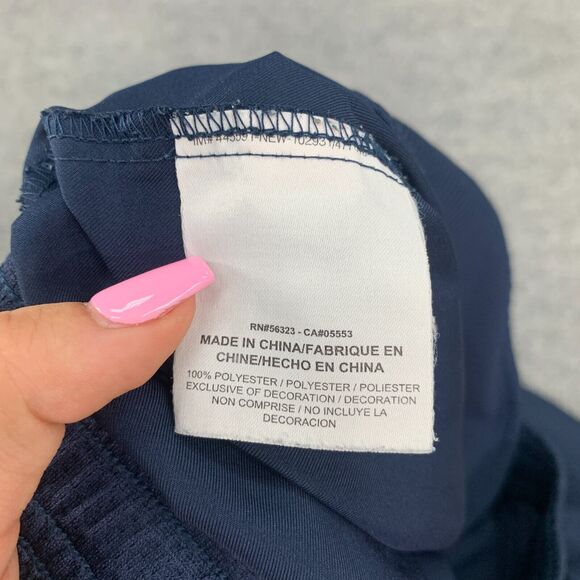 RN#56323 - CA#05553
MADE IN CHINA/FABRIQUE EN
CHINE/HECHO EN CHINA
100% POLYESTER / POLYESTER / POLIESTER
EXCLUSIVE OF DECORATION / DECORATION
NON COMPRISE / NO INCLUYE LA
DECORACION